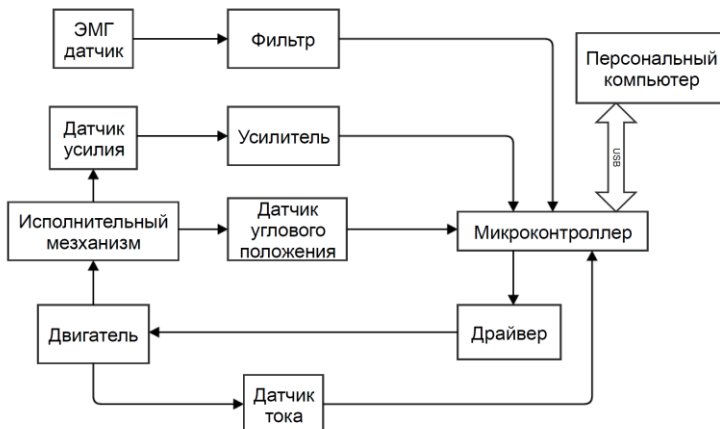 ЭМГ
датчик
Фильтр
Персональный
компьютер
Датчик
усилия
Усилитель
USB
Исполнительный
мезханизм
Датчик
углового
положения
Микроконтроллер
Двигатель
Драйвер
Датчик
тока